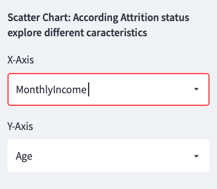 Scatter Chart: According Attrition status
explore different caracteristics
X-Axis
MonthlyIncome
Y-Axis
Age